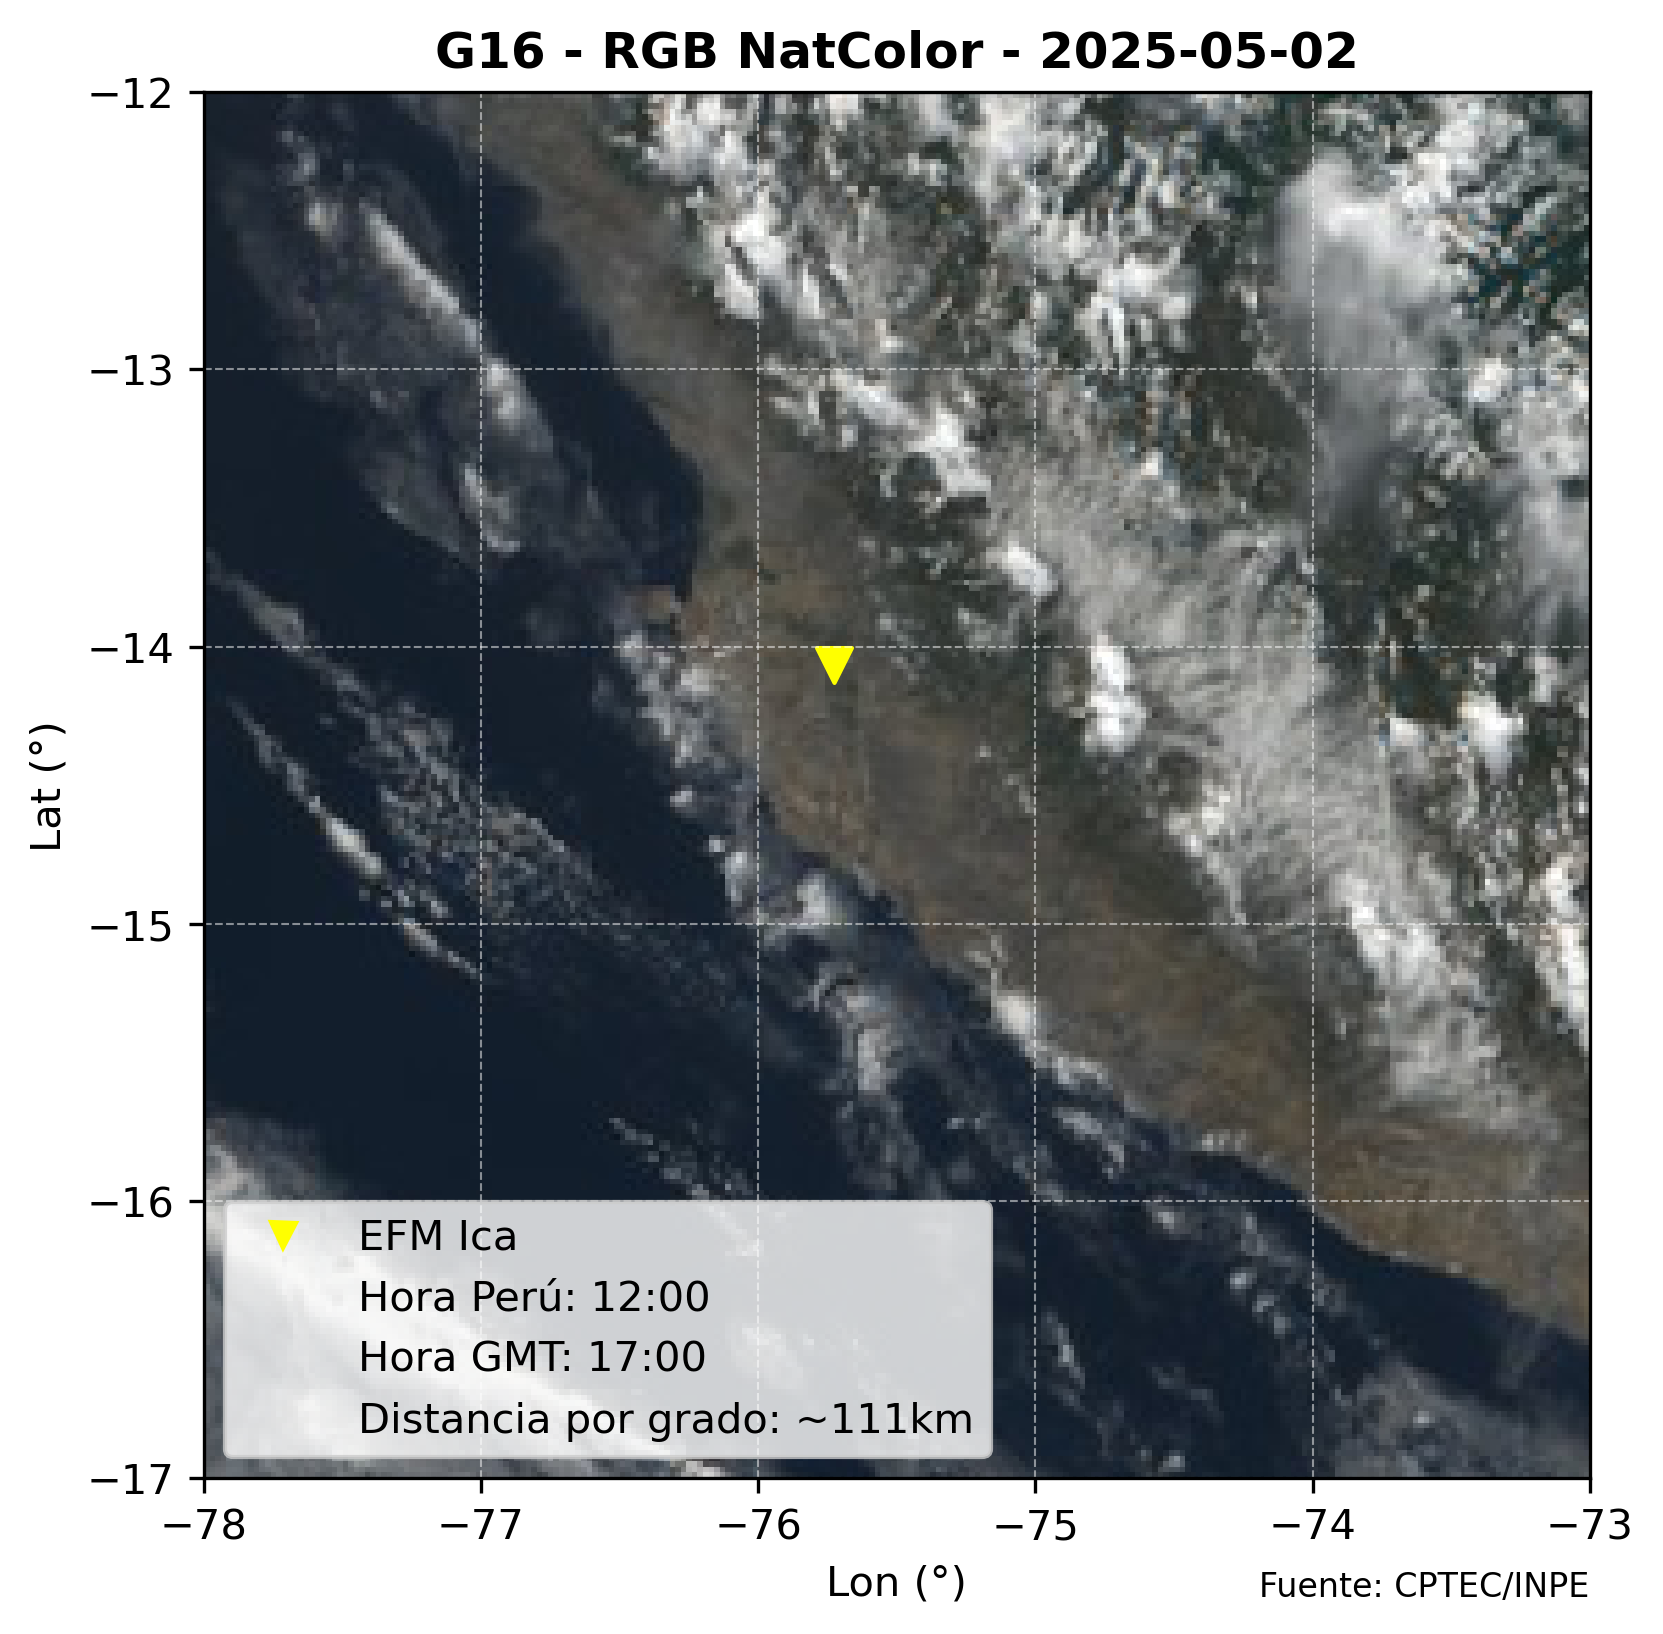 G16 - RGB NatColor - 2025-05-02
−12
−13
−14
−15
−16
−17
Lat (°)
EFM Ica
Hora Perú: 12:00
Hora GMT: 17:00
Distancia por grado: ~111km
−78 −77 −76 −75 −74 −73
Lon (°)
Fuente: CPTEC/INPE